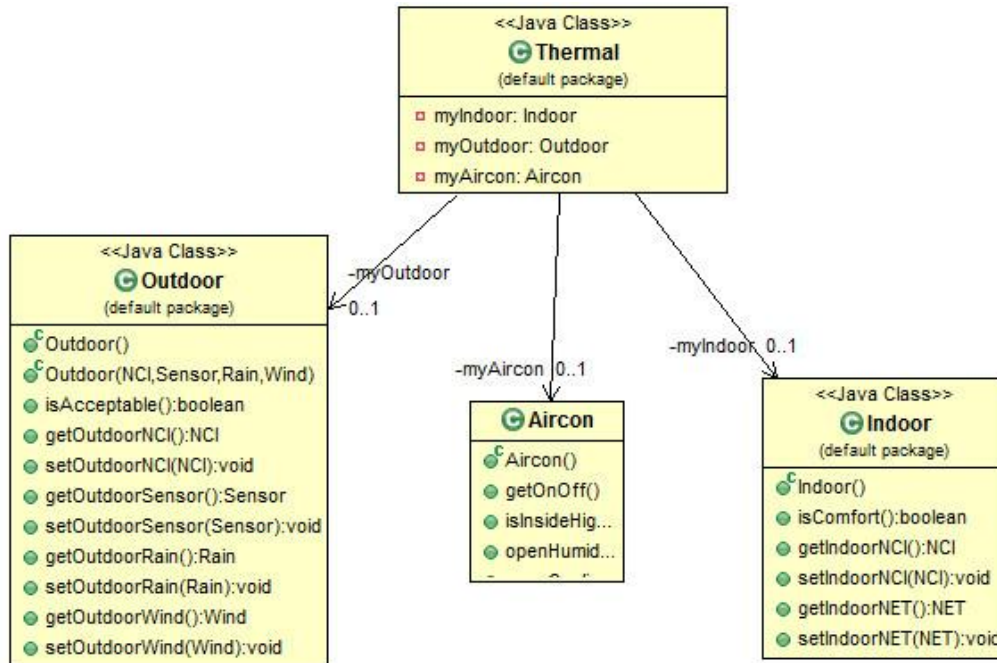 <<Java Class>>
Thermal
(default package)
myIndoor: Indoor
myOutdoor: Outdoor
myAircon: Aircon
<<Java Class>>
Outdoor
(default package)
Outdoor()
Outdoor(NCI,Sensor,Rain,Wind)
isAcceptable():boolean
getOutdoorNCI():NCI
setOutdoorNCI(NCI):void
getOutdoorSensor():Sensor
setOutdoorSensor(Sensor):void
getOutdoorRain():Rain
setOutdoorRain(Rain):void
getOutdoorWind():Wind
setOutdoorWind(Wind):void
-myOutdoor
0..1
-myAircon 0..1
Aircon
Aircon()
getOnOff()
isInsideHig...
openHumid...
-myIndoor 0..1
<<Java Class>>
Indoor
(default package)
Indoor()
isComfort():boolean
getIndoorNCI():NCI
setIndoorNCI(NCI):void
getIndoorNET():NET
setIndoorNET(NET):void